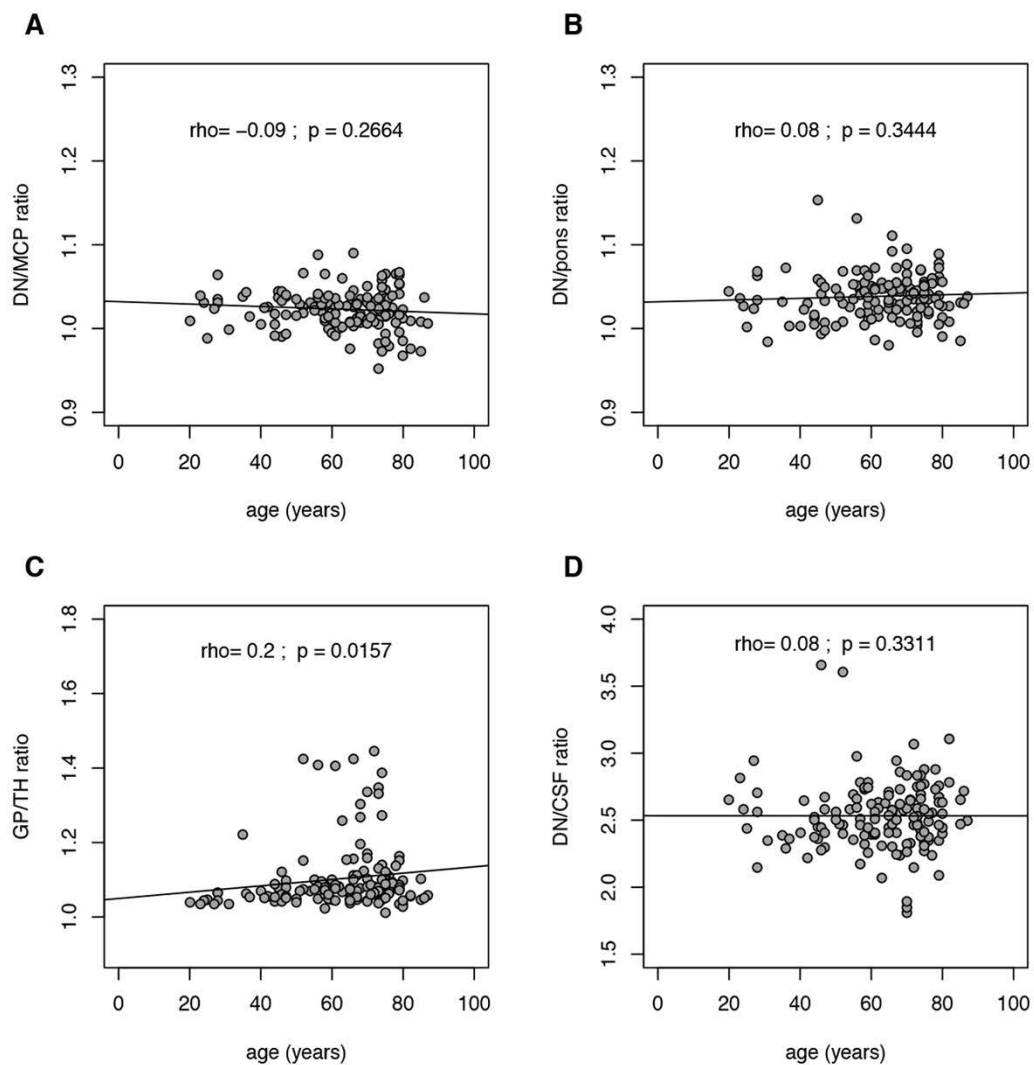 A
rho= −0.09 ; p = 0.2664
DN/MCP ratio
0.9 1.0 1.1 1.2 1.3
0 20 40 60 80 100
age (years)
B
rho= 0.08 ; p = 0.3444
DN/pons ratio
0.9 1.0 1.1 1.2 1.3
0 20 40 60 80 100
age (years)
C
rho= 0.2 ; p = 0.0157
GP/TH ratio
1.0 1.2 1.4 1.6 1.8
0 20 40 60 80 100
age (years)
D
rho= 0.08 ; p = 0.3311
DN/CSF ratio
1.5 2.0 2.5 3.0 3.5 4.0
0 20 40 60 80 100
age (years)